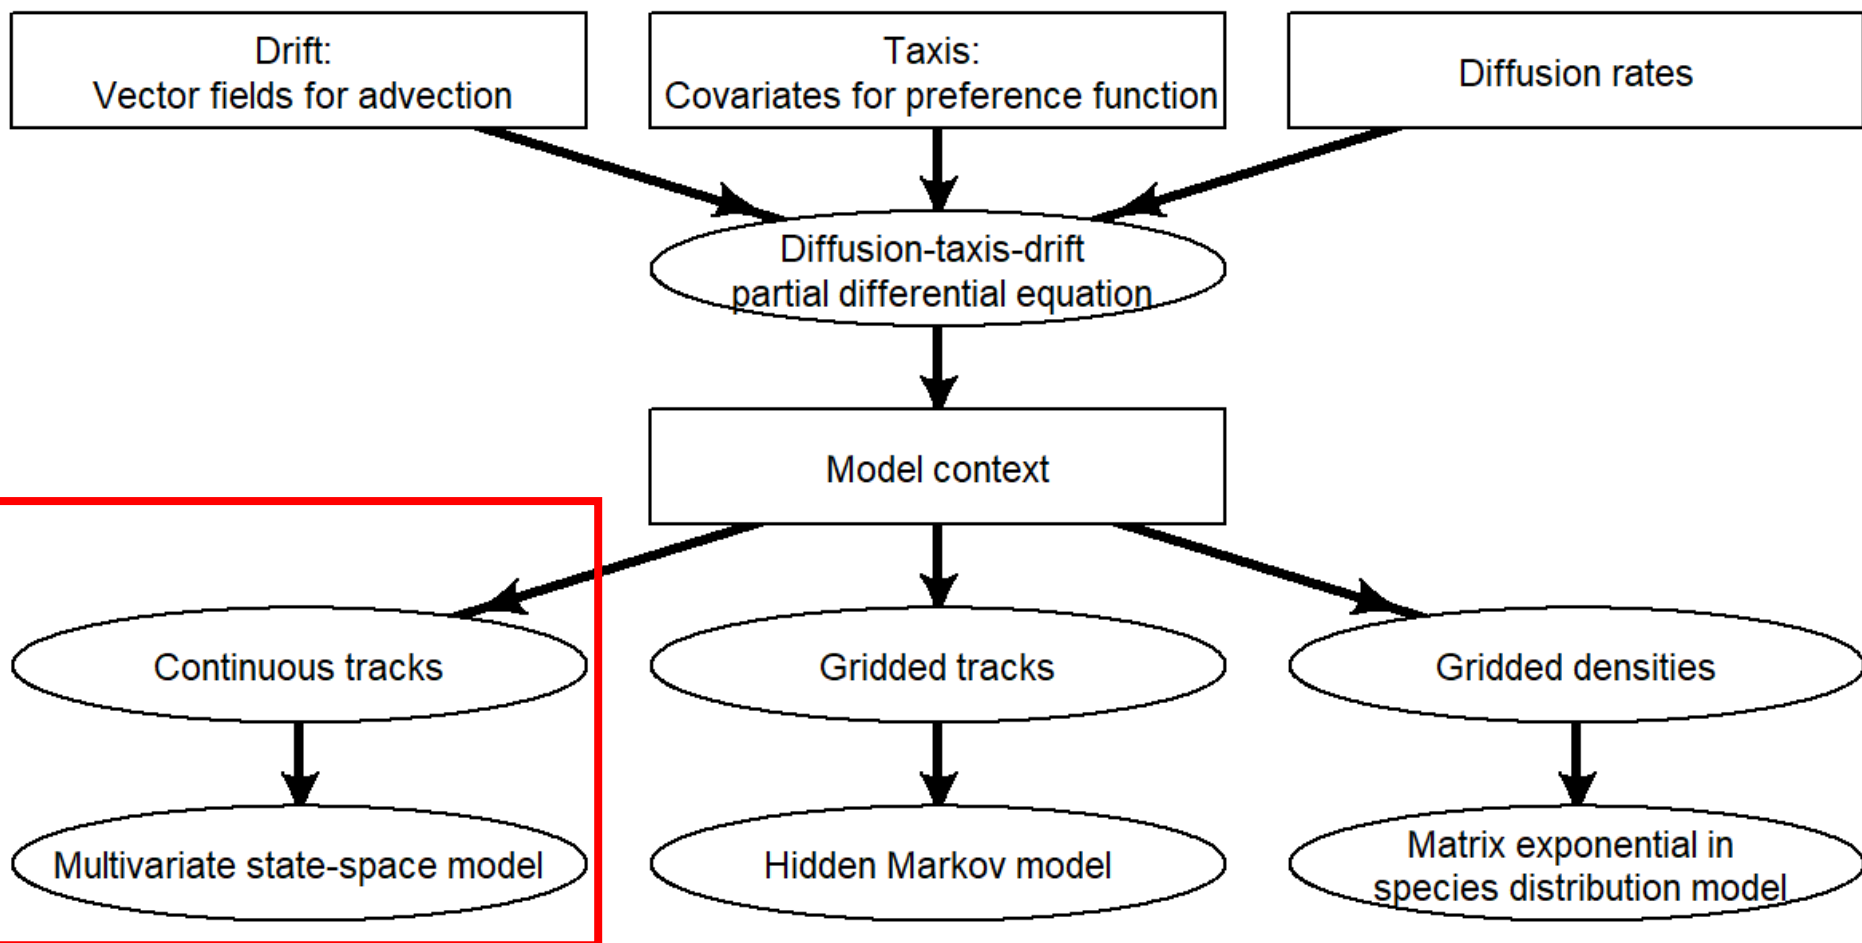 Drift:
Vector fields for advection
Taxis:
Covariates for preference function
Diffusion rates
Diffusion-taxis-drift
partial differential equation
Model context
Continuous tracks
Gridded tracks
Gridded densities
Multivariate state-space model
Hidden Markov model
Matrix exponential in
species distribution model